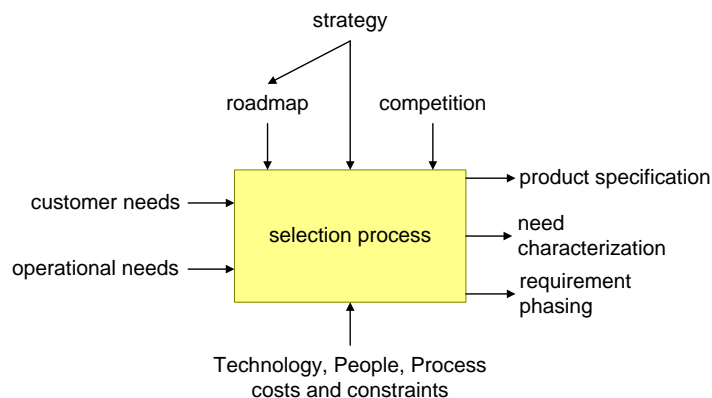 strategy
roadmap
competition
product specification
customer needs
selection process
need
characterization
operational needs
requirement
phasing
Technology, People, Process
costs and constraints